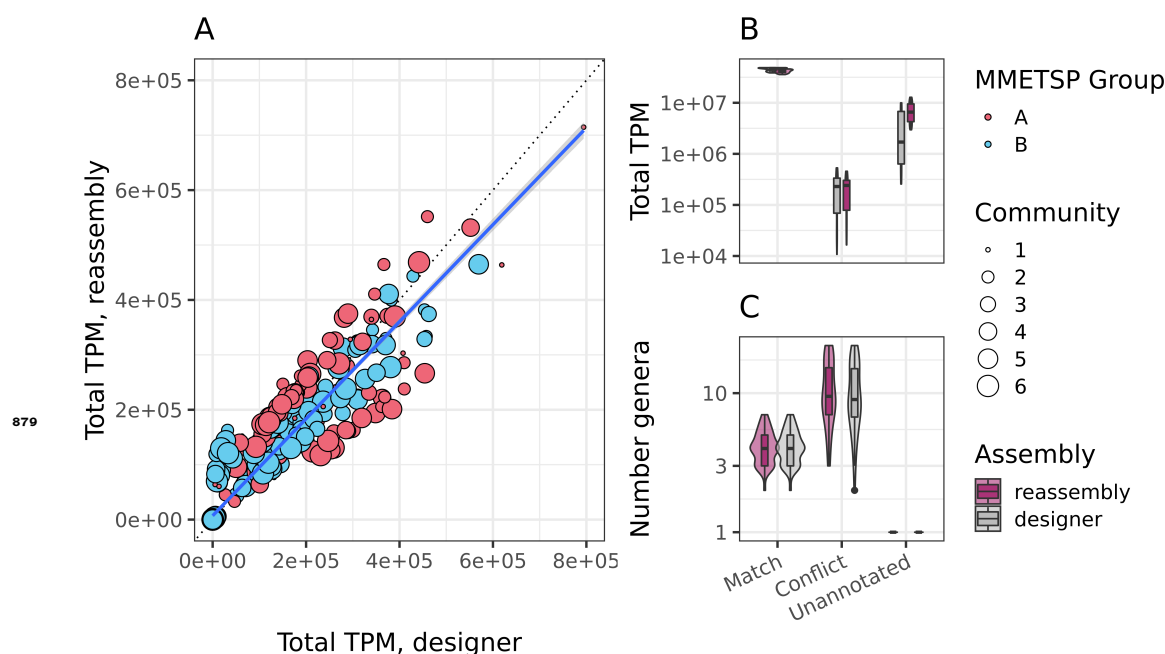 A
Total TPM, reassembly
8e+05
6e+05
4e+05
2e+05
0e+00
0e+00 2e+05 4e+05 6e+05 8e+05
Total TPM, designer
879
B
Total TPM
1e+07
1e+06
1e+05
1e+04
C
Number genera
10
3
1
Match
Conflict
Unannotated
MMETSP Group
A
B
Community
1
2
3
4
5
6
Assembly
reassembly
designer